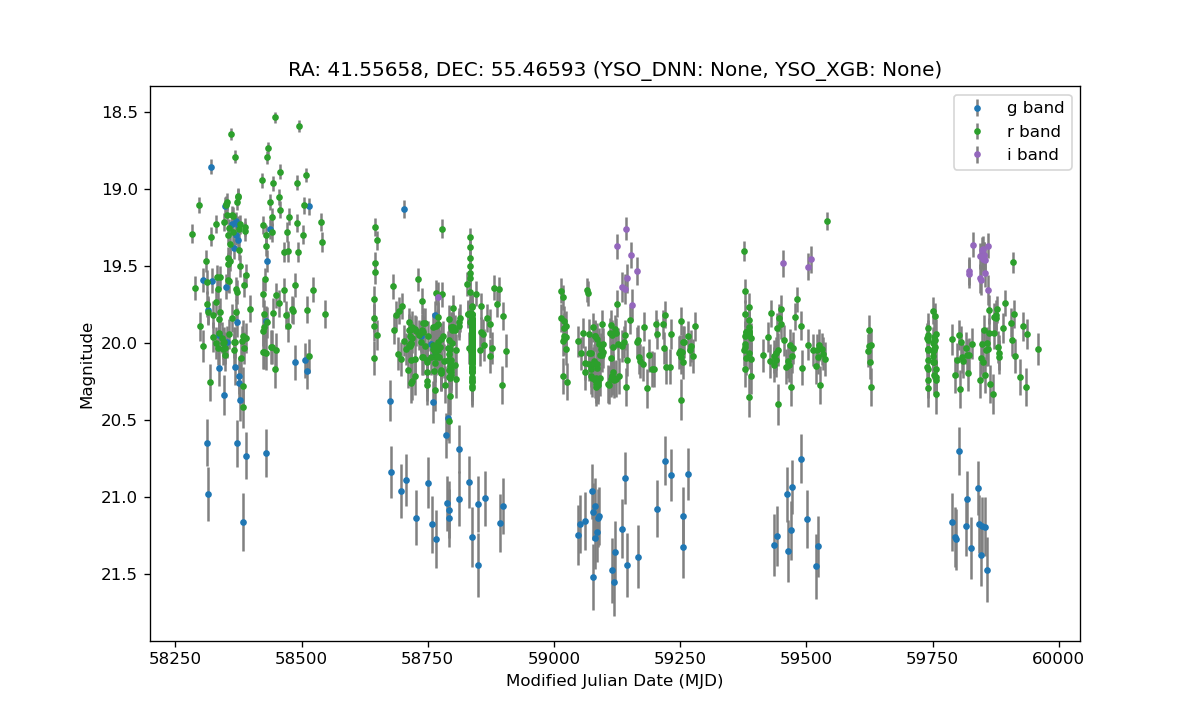 RA: 41.55658, DEC: 55.46593 (YSO_DNN: None, YSO_XGB: None)
g band
r band
i band
Magnitude
18.5
19.0
19.5
20.0
20.5
21.0
21.5
58250 58500 58750 59000 59250 59500 59750 60000
Modified Julian Date (MJD)